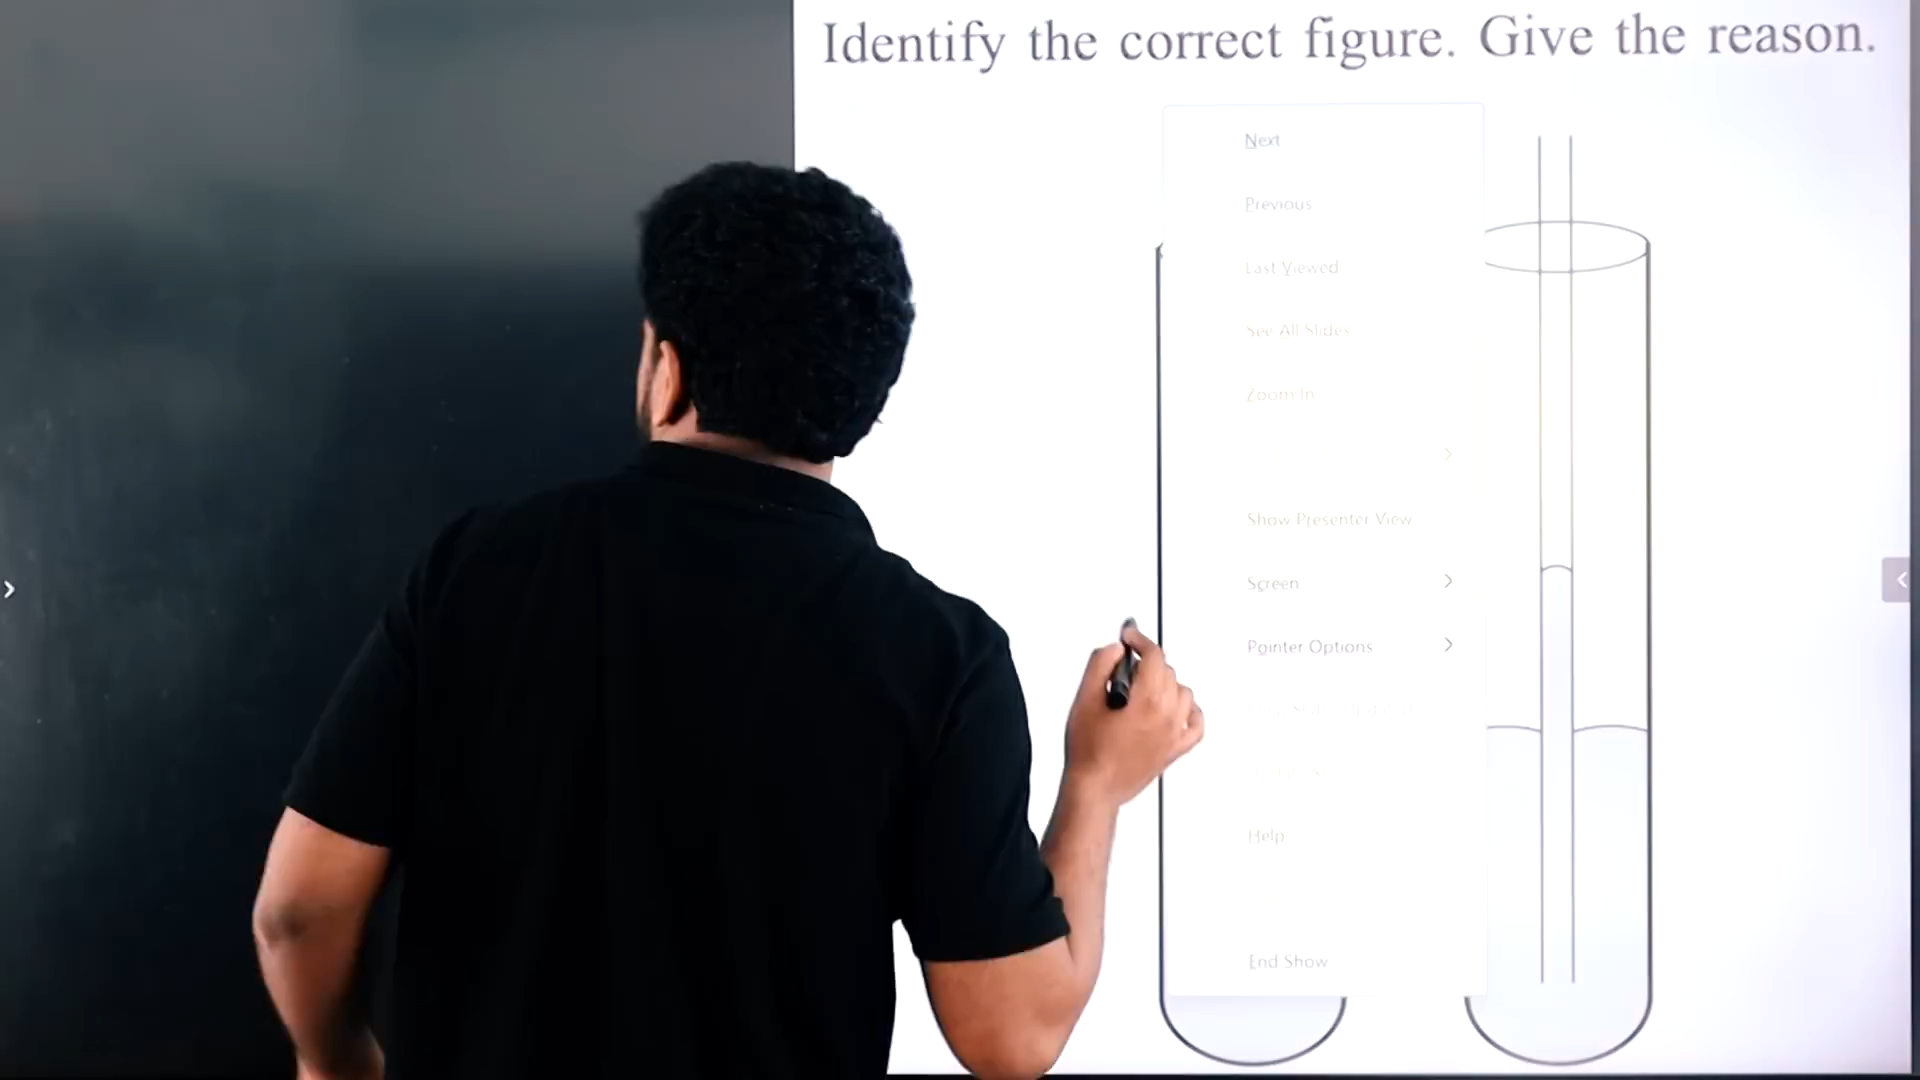 Identify the correct figure. Give the reason.
Next
Previous
Last Viewed
See All Slides
Zoom In
Show Presenter View
Screen
Pointer Options
Help
End Show